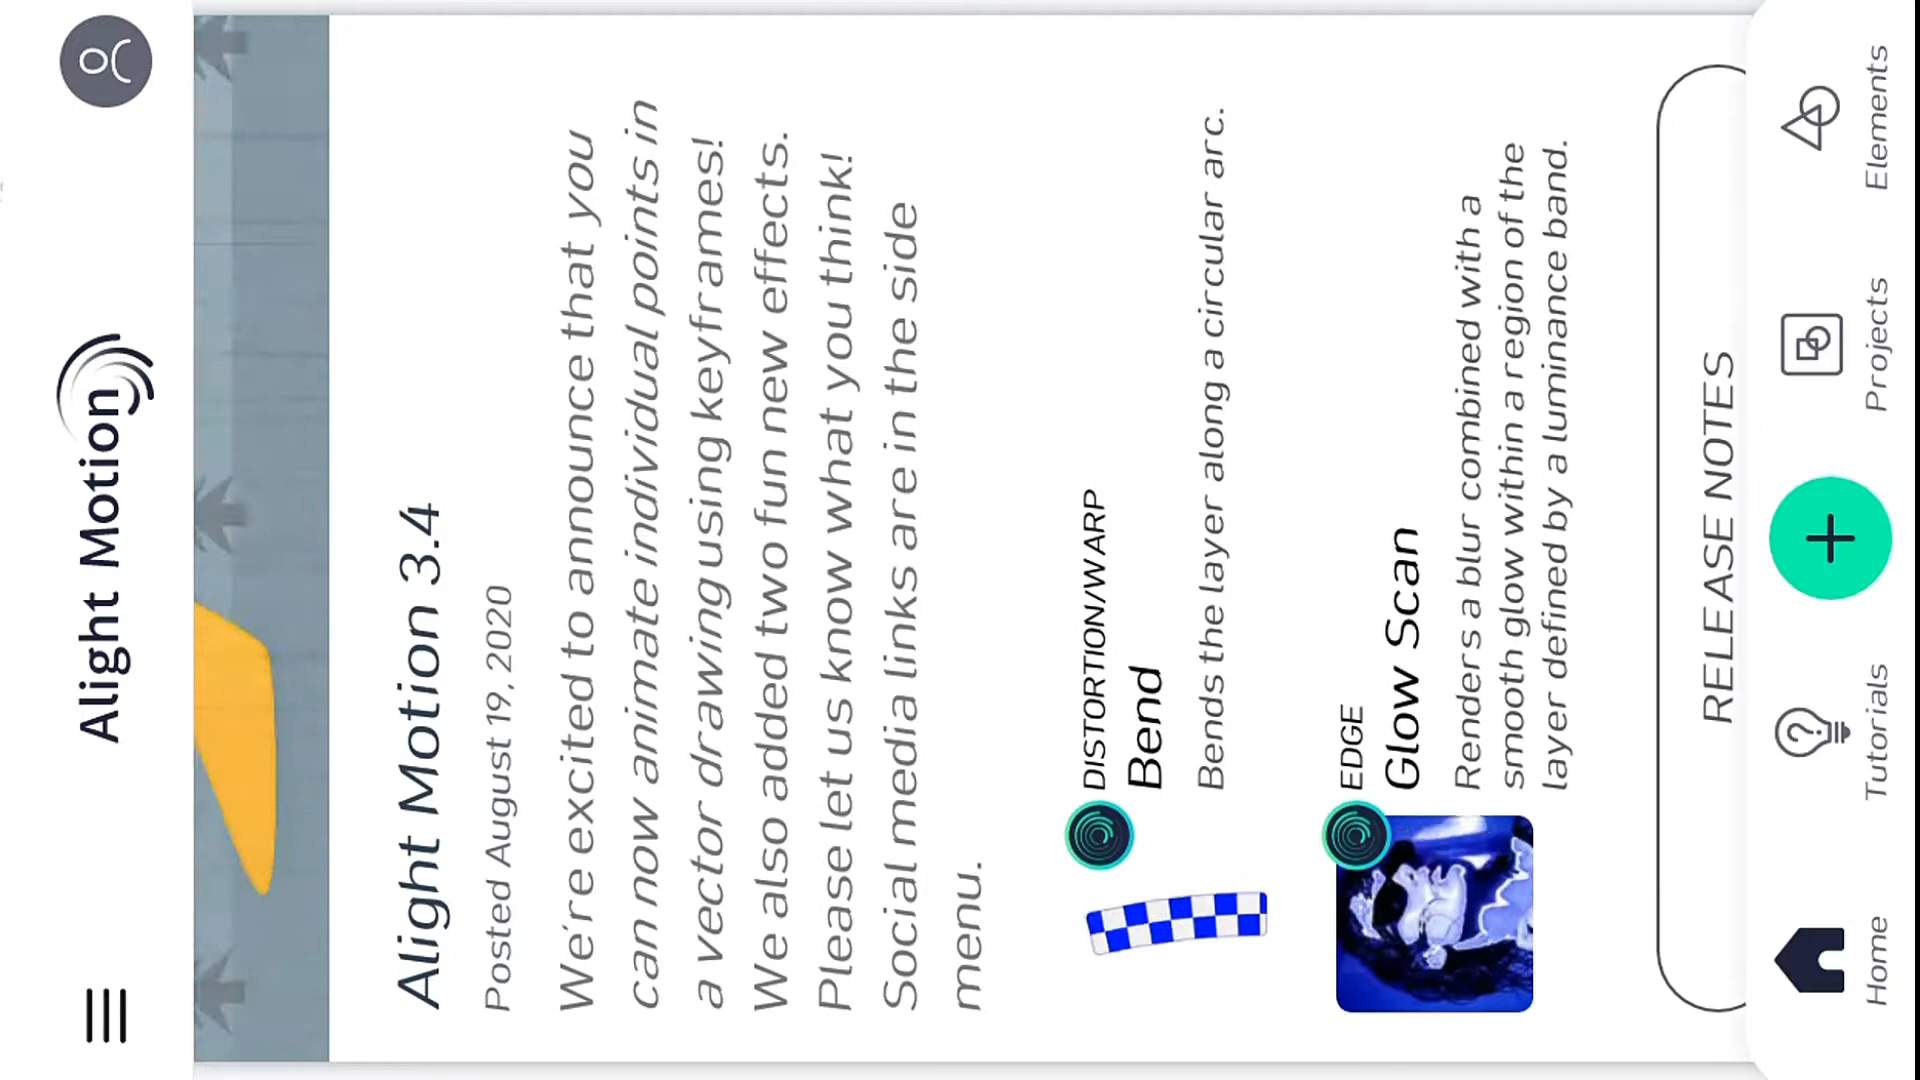 Alight Motion
Alight Motion 3.4
Posted August 19, 2020
We're excited to announce that you
can now animate individual points in
a vector drawing using keyframes!
We also added two fun new effects.
Please let us know what you think!
Social media links are in the side
menu.
DISTORTION/WARP
Bend
Bends the layer along a circular arc.
EDGE
Glow Scan
Renders a blur combined with a
smooth glow within a region of the
layer defined by a luminance band.
RELEASE NOTES
Home
Tutorials
Projects
Elements